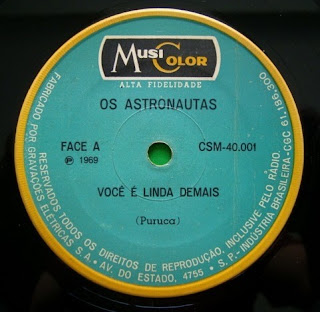 MUSICOLOR
ALTA FIDELIDADE
OS ASTRONAUTAS
FACE A
CSM-40.001
℗ 1969
VOCÊ É LINDA DEMAIS
(Puruca)
FABRICADO POR GRAVAÇÕES ELÉTRICAS S.A. • AV. DO ESTADO, 4755 • S.P.-INDÚSTRIA BRASILEIRA-CGC 61.186.300
RESERVADOS TODOS OS DIREITOS DE REPRODUÇÃO, INCLUSIVE PELO RÁDIO.